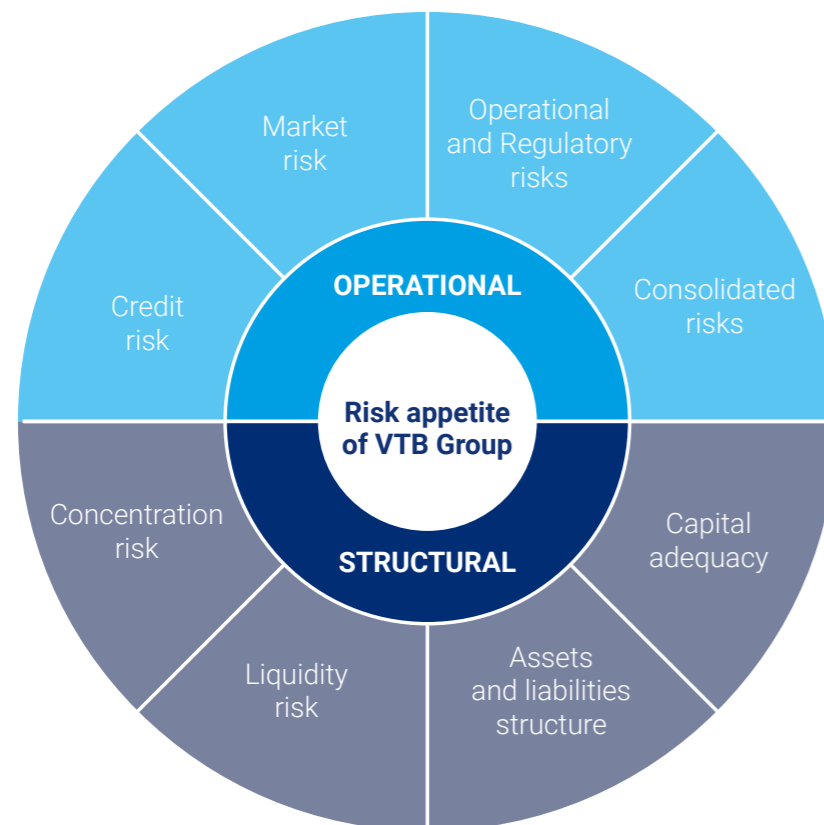 Market
risk
Operational
and Regulatory
risks
Credit
risk
OPERATIONAL
Consolidated
risks
Risk appetite
of VTB Group
Concentration
risk
STRUCTURAL
Capital
adequacy
Liquidity
risk
Assets
and liabilities
structure